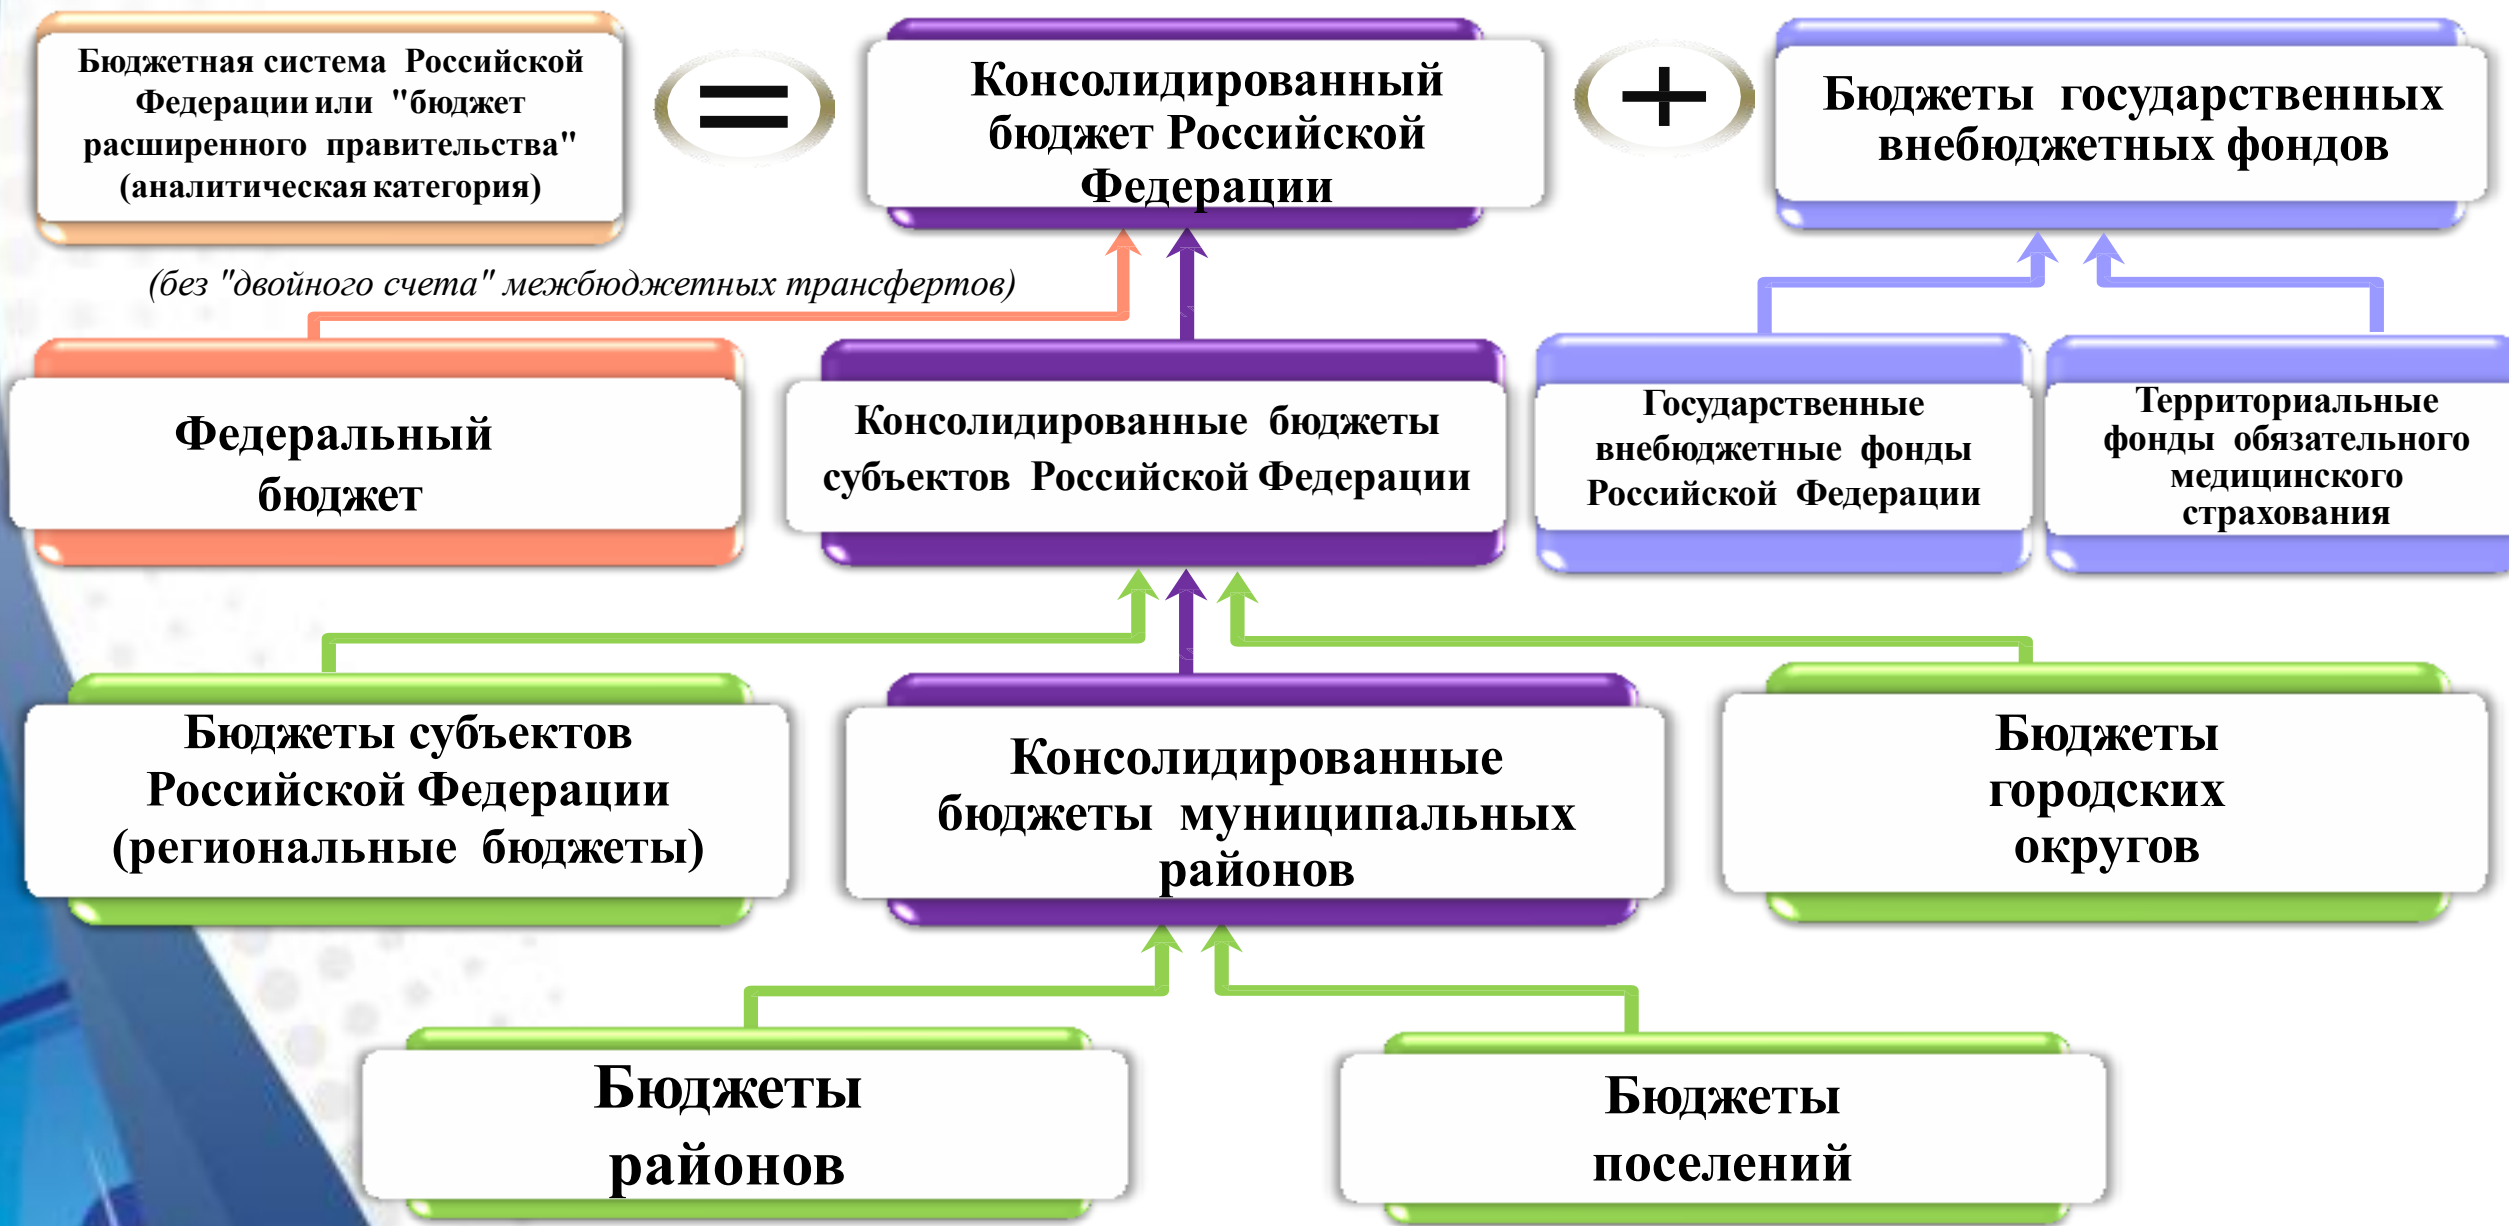 Бюджетная система Российской
Федерации или "бюджет
расширенного правительства"
(аналитическая категория)
=
Консолидированный
бюджет Российской
Федерации
+
Бюджеты государственных
внебюджетных фондов
(без "двойного счета" межбюджетных трансфертов)
Федеральный
бюджет
Консолидированные бюджеты
субъектов Российской Федерации
Государственные
внебюджетные фонды
Российской Федерации
Территориальные
фонды обязательного
медицинского
страхования
Бюджеты субъектов
Российской Федерации
(региональные бюджеты)
Консолидированные
бюджеты муниципальных
районов
Бюджеты
городских
округов
Бюджеты
районов
Бюджеты
поселений